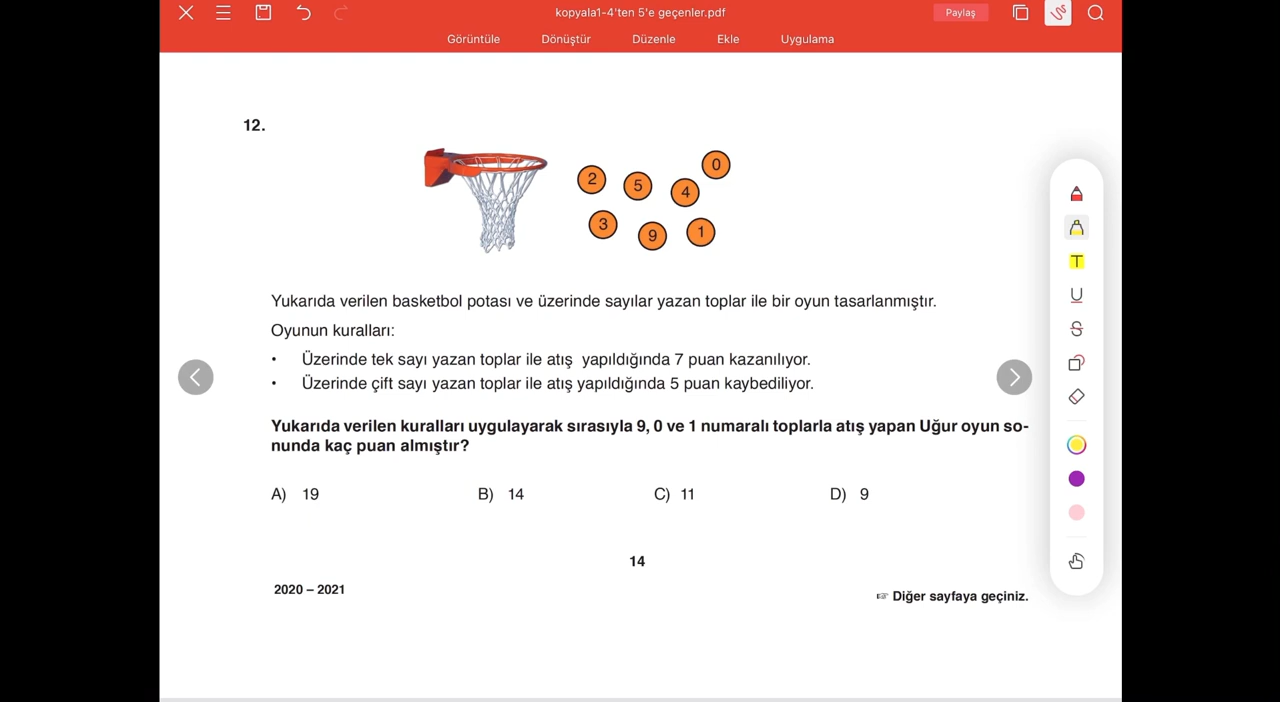 kopyala1-4'ten 5'e geçenler.pdf
Paylaş
Görüntüle Dönüştür Düzenle Ekle Uygulama
12.
0
2 5 4
3 9 1
Yukarıda verilen basketbol potası ve üzerinde sayılar yazan toplar ile bir oyun tasarlanmıştır.
Oyunun kuralları:
• Üzerinde tek sayı yazan toplar ile atış yapıldığında 7 puan kazanılıyor.
• Üzerinde çift sayı yazan toplar ile atış yapıldığında 5 puan kaybediliyor.
Yukarıda verilen kuralları uygulayarak sırasıyla 9, 0 ve 1 numaralı toplarla atış yapan Uğur oyun so-
nunda kaç puan almıştır?
A) 19 B) 14 C) 11 D) 9
14
2020 – 2021
☞ Diğer sayfaya geçiniz.
T
U
S